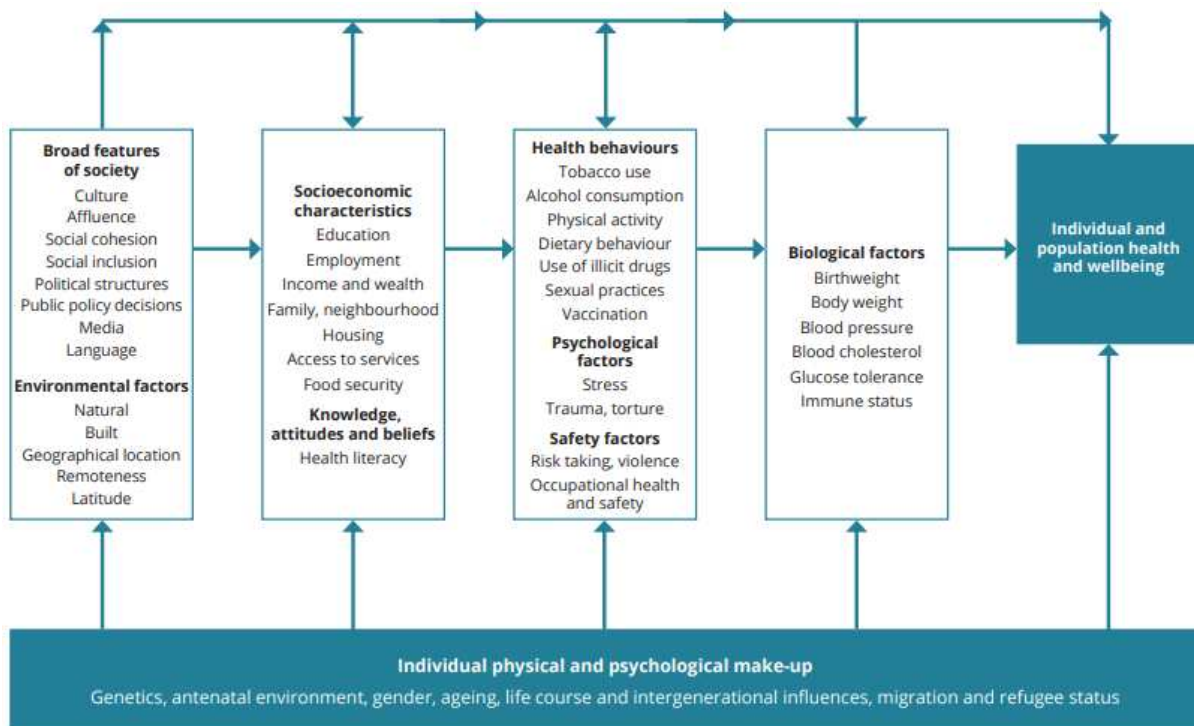 Broad features
of society
Culture
Affluence
Social cohesion
Social inclusion
Political structures
Public policy decisions
Media
Language
Environmental factors
Natural
Built
Geographical location
Remoteness
Latitude
Socioeconomic
characteristics
Education
Employment
Income and wealth
Family, neighbourhood
Housing
Access to services
Food security
Knowledge,
attitudes and beliefs
Health literacy
Health behaviours
Tobacco use
Alcohol consumption
Physical activity
Dietary behaviour
Use of illicit drugs
Sexual practices
Vaccination
Psychological
factors
Stress
Trauma, torture
Safety factors
Risk taking, violence
Occupational health
and safety
Biological factors
Birthweight
Body weight
Blood pressure
Blood cholesterol
Glucose tolerance
Immune status
Individual and
population health
and wellbeing
Individual physical and psychological make-up
Genetics, antenatal environment, gender, ageing, life course and intergenerational influences, migration and refugee status